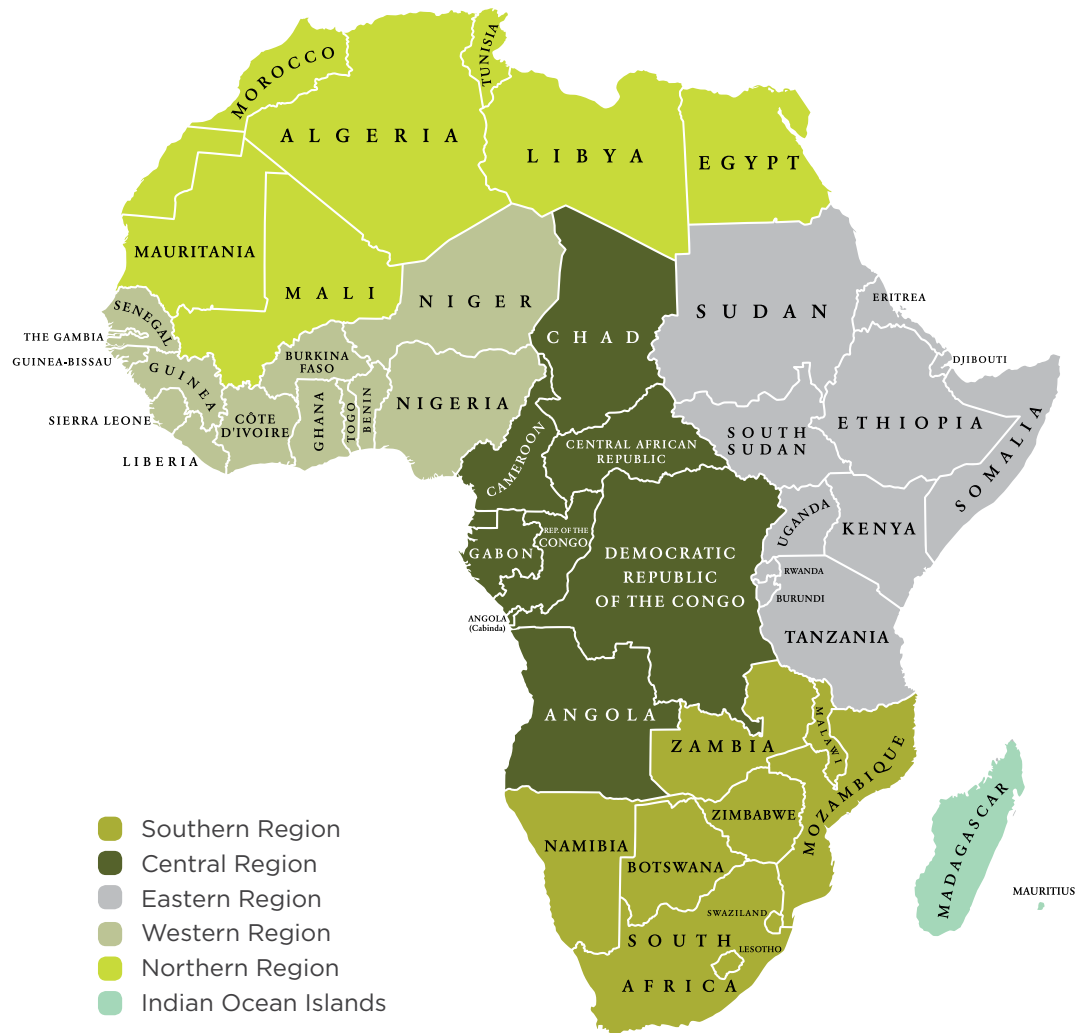 MOROCCO
TUNISIA
ALGERIA
LIBYA
EGYPT
MAURITANIA
MALI
NIGER
CHAD
SUDAN
ERITREA
SENEGAL
THE GAMBIA
GUINEA-BISSAU
GUINEA
BURKINA
FASO
DJIBOUTI
SIERRA LEONE
CÔTE
D'IVOIRE
GHANA
TOGO
BENIN
NIGERIA
ETHIOPIA
SOMALIA
LIBERIA
CAMEROON
CENTRAL AFRICAN
REPUBLIC
SOUTH
SUDAN
UGANDA
KENYA
GABON
REP. OF THE
CONGO
DEMOCRATIC
REPUBLIC
OF THE CONGO
RWANDA
BURUNDI
ANGOLA
(Cabinda)
TANZANIA
ANGOLA
ZAMBIA
MALAWI
MOZAMBIQUE
ZIMBABWE
NAMIBIA
BOTSWANA
MADAGASCAR
MAURITIUS
SWAZILAND
SOUTH
LESOTHO
AFRICA
Southern Region
Central Region
Eastern Region
Western Region
Northern Region
Indian Ocean Islands